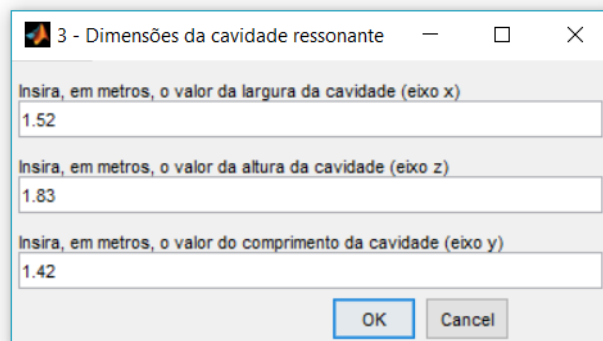 3 - Dimensões da cavidade ressonante
Insira, em metros, o valor da largura da cavidade (eixo x)
1.52
Insira, em metros, o valor da altura da cavidade (eixo z)
1.83
Insira, em metros, o valor do comprimento da cavidade (eixo y)
1.42
OK Cancel